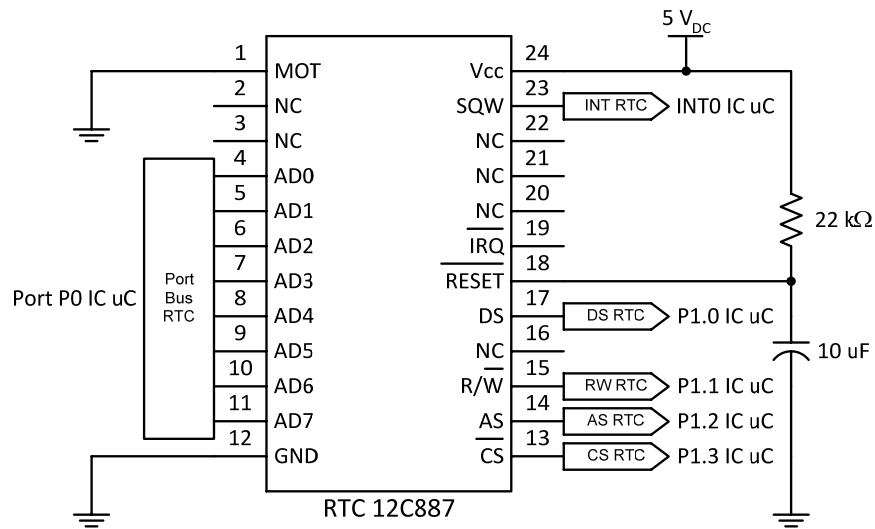 5 VDC
1 MOT Vcc 24
2 NC SQW 23 INT RTC INT0 IC uC
3 NC NC 22
4 AD0 NC 21
5 AD1 NC 20
6 AD2 IRQ 19
7 AD3 RESET 18
8 AD4 DS 17 DS RTC P1.0 IC uC
9 AD5 NC 16
10 AD6 R/W 15 RW RTC P1.1 IC uC
11 AD7 AS 14 AS RTC P1.2 IC uC
12 GND CS 13 CS RTC P1.3 IC uC
Port P0 IC uC
Port
Bus
RTC
22 kΩ
10 uF
RTC 12C887